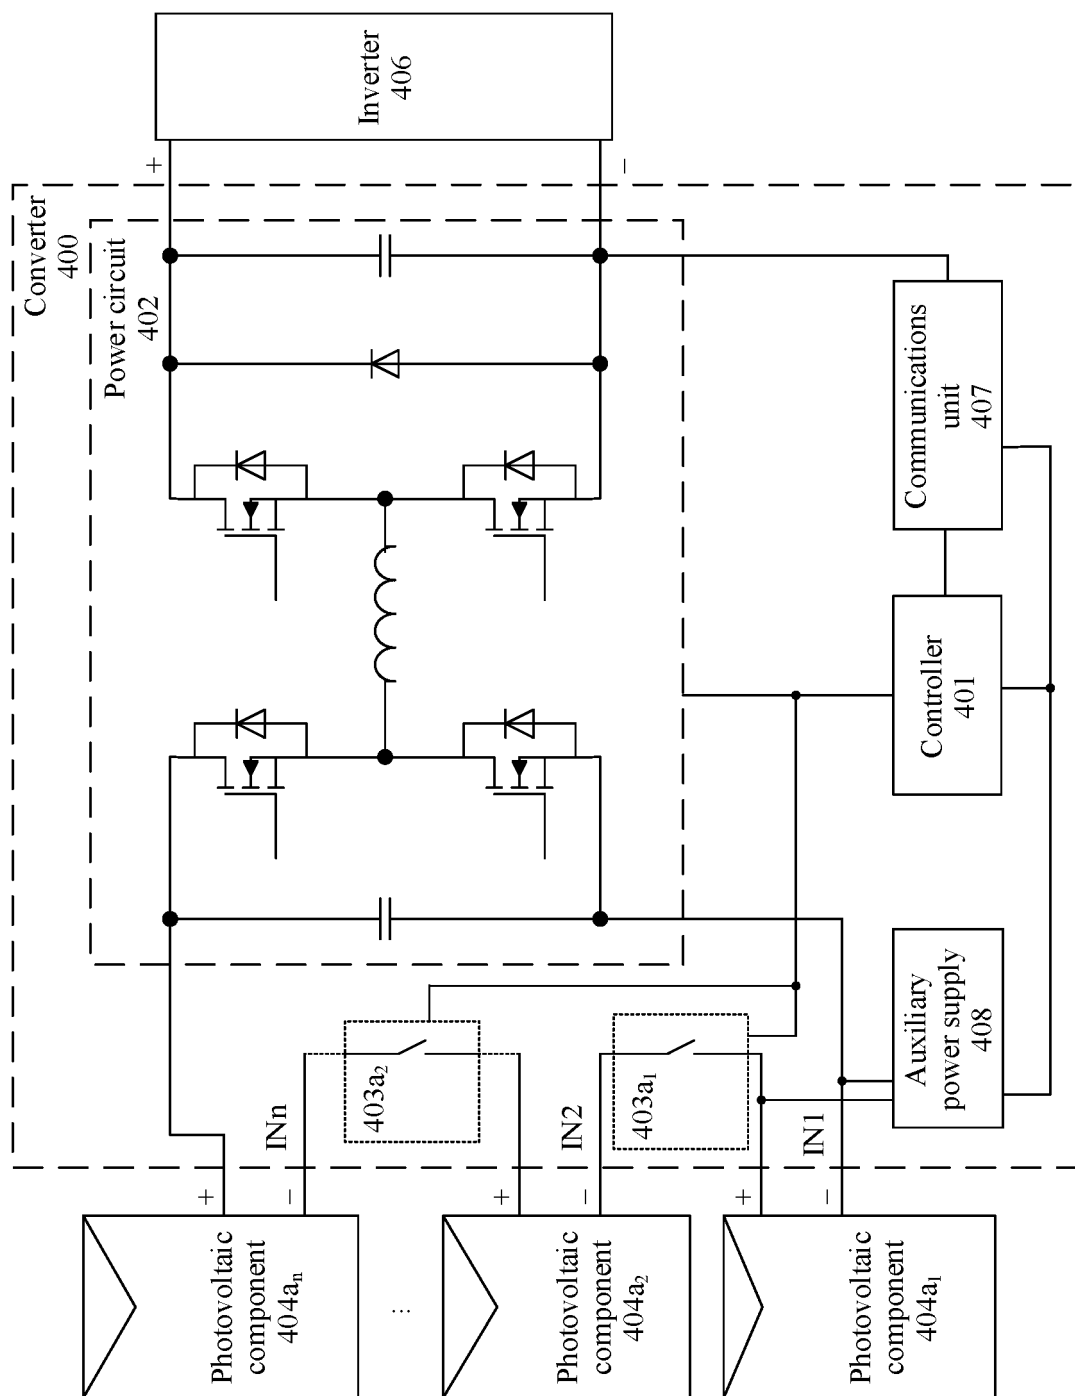 Converter
400
Power circuit
402
Photovoltaic
component
404aₙ
+
−
INn
403a₂
...
Photovoltaic
component
404a₂
+
−
IN2
403a₁
Photovoltaic
component
404a₁
+
−
IN1
Auxiliary
power supply
408
Controller
401
Communications
unit
407
+
−
Inverter
406